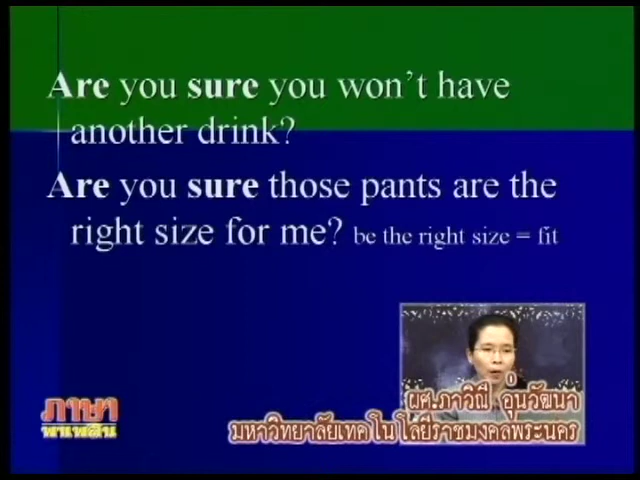 Are you sure you won't have
another drink?
Are you sure those pants are the
right size for me? be the right size = fit
ผศ.ภาวิณี อุ่นวัฒนา
มหาวิทยาลัยเทคโนโลยีราชมงคลพระนคร
ภาษา
พาเพลิน